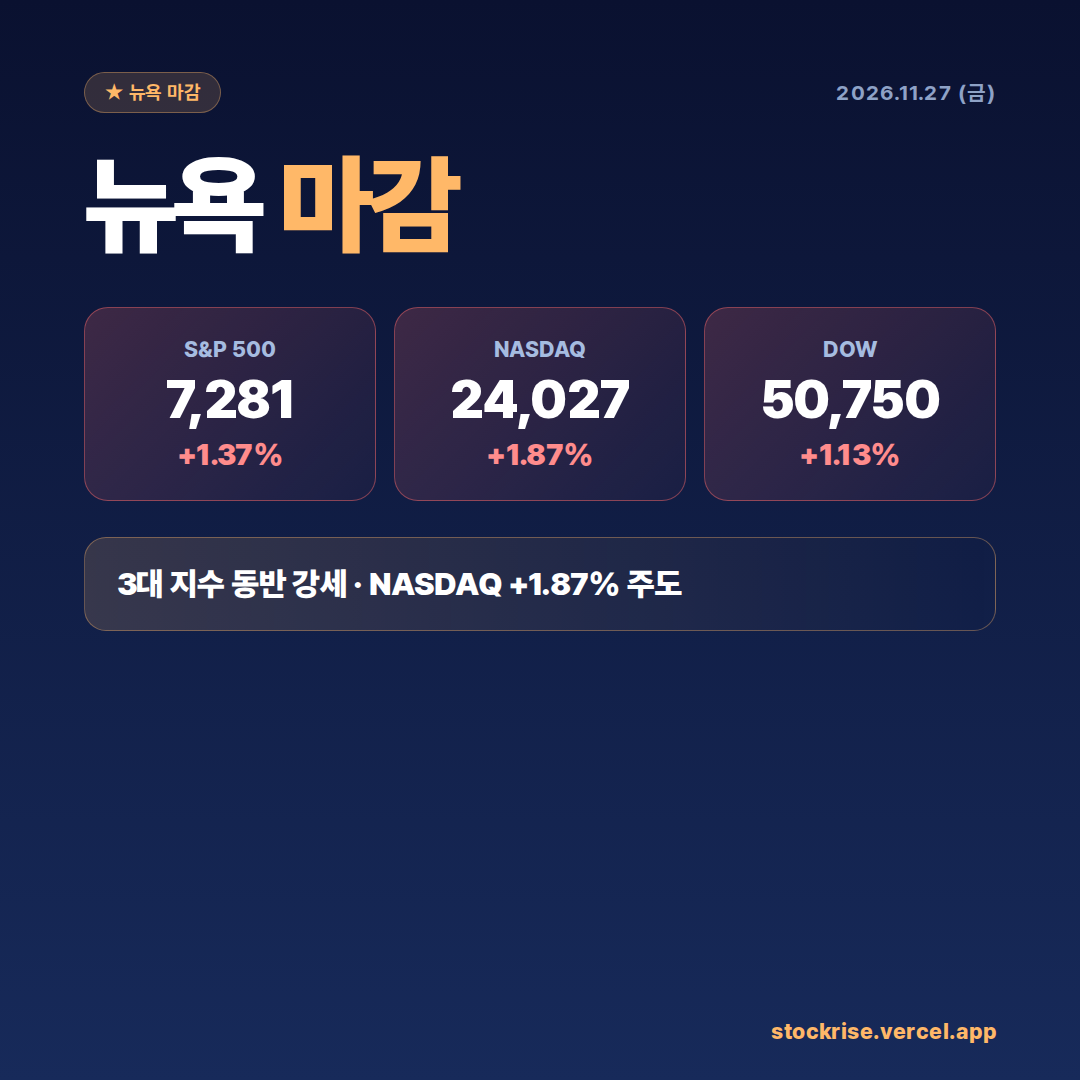 ★ 뉴욕 마감
2026.11.27 (금)
뉴욕 마감
S&P 500
7,281
+1.37%
NASDAQ
24,027
+1.87%
DOW
50,750
+1.13%
3대 지수 동반 강세 · NASDAQ +1.87% 주도
stockrise.vercel.app